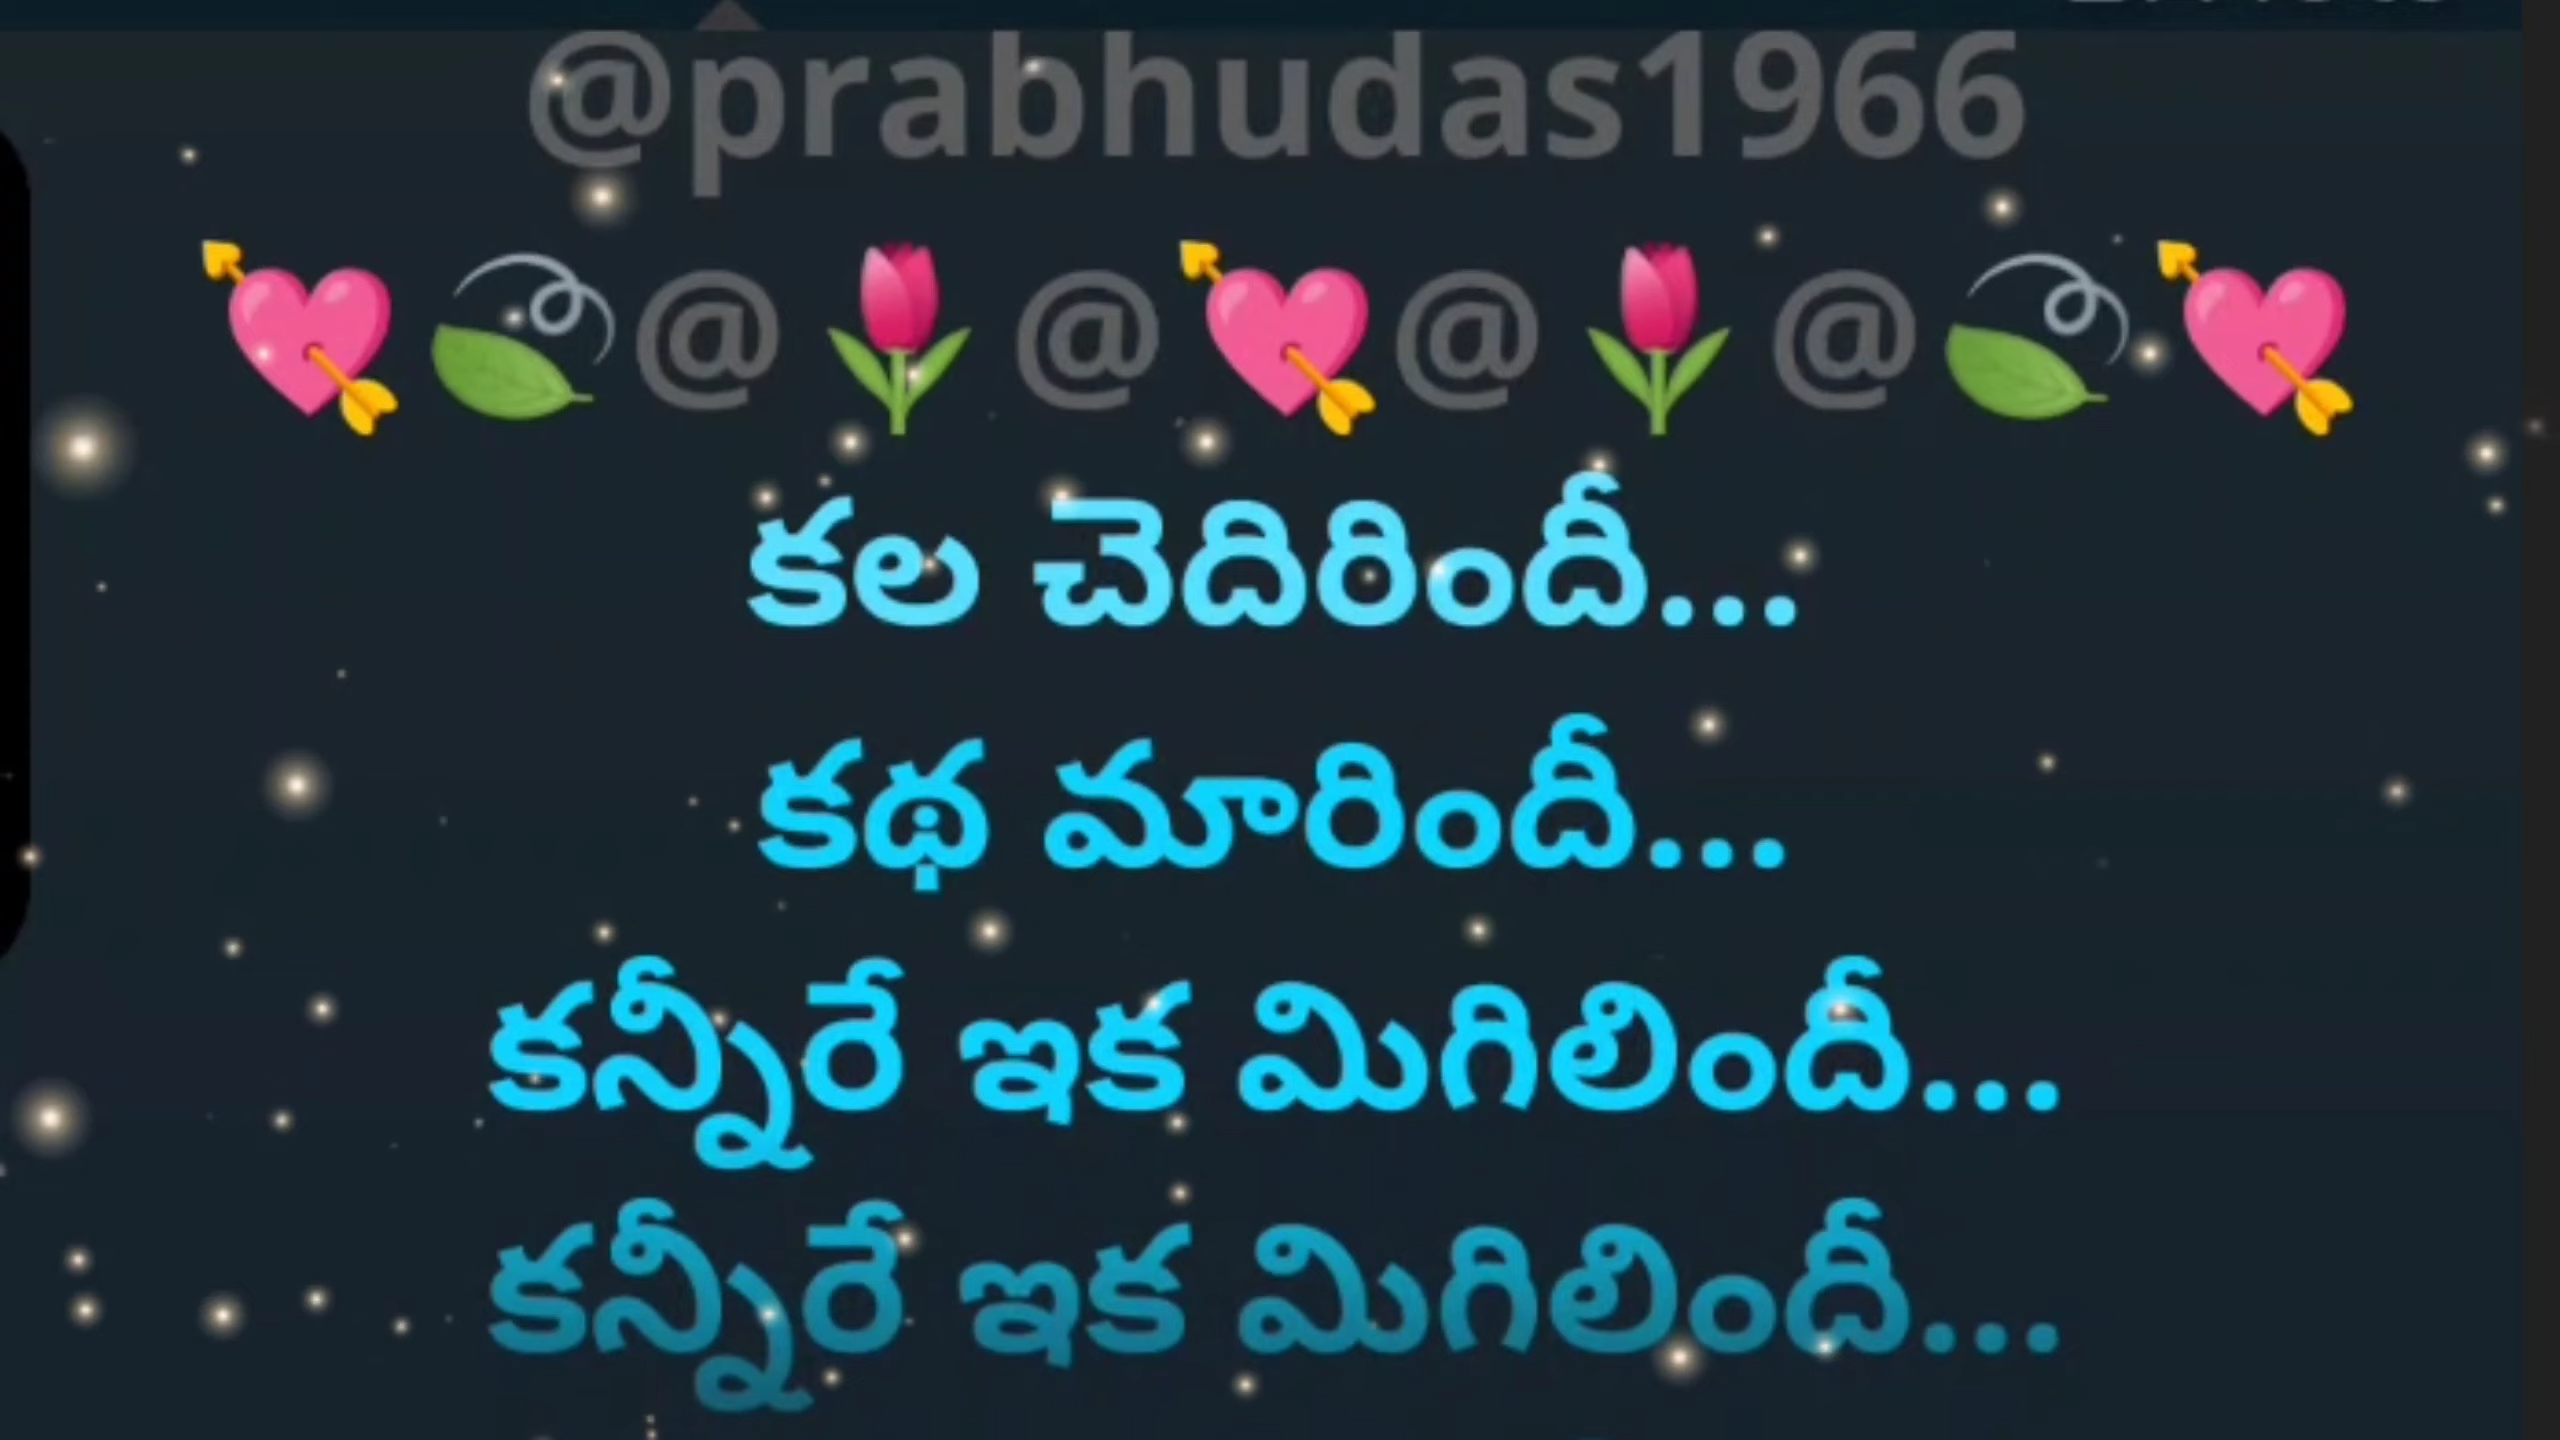 @prabhudas1966
💘🍃@🌷@💘@🌷@🍃💘
కల చెదిరిందీ...
కథ మారిందీ...
కన్నీరే ఇక మిగిలిందీ...
కన్నీరే ఇక మిగిలిందీ...